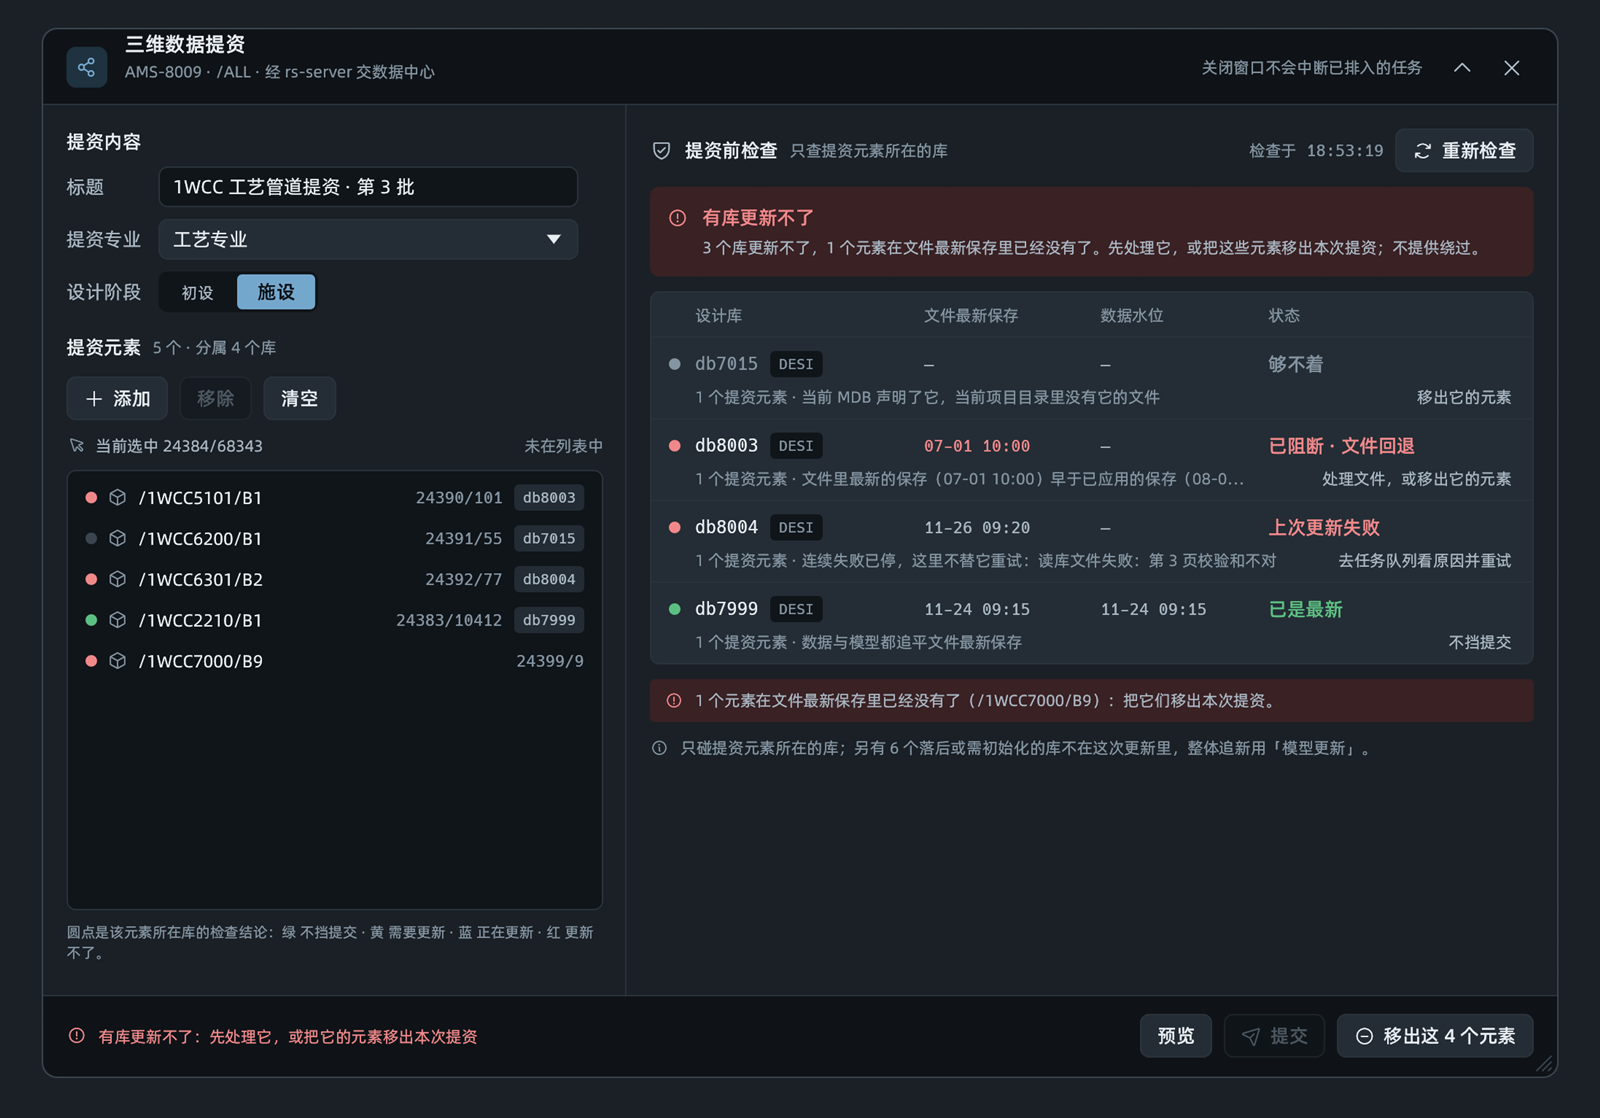 三维数据提资
AMS-8009 · /ALL · 经 rs-server 交数据中心
关闭窗口不会中断已排入的任务
提资内容
标题
1WCC 工艺管道提资 · 第 3 批
提资专业
工艺专业
设计阶段
初设
施设
提资元素 5 个 · 分属 4 个库
添加
移除
清空
当前选中 24384/68343
未在列表中
/1WCC5101/B1 24390/101 db8003
/1WCC6200/B1 24391/55 db7015
/1WCC6301/B2 24392/77 db8004
/1WCC2210/B1 24383/10412 db7999
/1WCC7000/B9 24399/9
圆点是该元素所在库的检查结论：绿 不挡提交 · 黄 需要更新 · 蓝 正在更新 · 红 更新
不了。
提资前检查 只查提资元素所在的库
检查于 18:53:19
重新检查
有库更新不了
3 个库更新不了，1 个元素在文件最新保存里已经没有了。先处理它，或把这些元素移出本次提资；不提供绕过。
设计库 文件最新保存 数据水位 状态
db7015 DESI — — 够不着
1 个提资元素 · 当前 MDB 声明了它，当前项目目录里没有它的文件 移出它的元素
db8003 DESI 07-01 10:00 — 已阻断 · 文件回退
1 个提资元素 · 文件里最新的保存（07-01 10:00）早于已应用的保存（08-0… 处理文件，或移出它的元素
db8004 DESI 11-26 09:20 — 上次更新失败
1 个提资元素 · 连续失败已停，这里不替它重试：读库文件失败：第 3 页校验和不对 去任务队列看原因并重试
db7999 DESI 11-24 09:15 11-24 09:15 已是最新
1 个提资元素 · 数据与模型都追平文件最新保存 不挡提交
1 个元素在文件最新保存里已经没有了（/1WCC7000/B9）：把它们移出本次提资。
只碰提资元素所在的库；另有 6 个落后或需初始化的库不在这次更新里，整体追新用「模型更新」。
有库更新不了：先处理它，或把它的元素移出本次提资
预览
提交
移出这 4 个元素